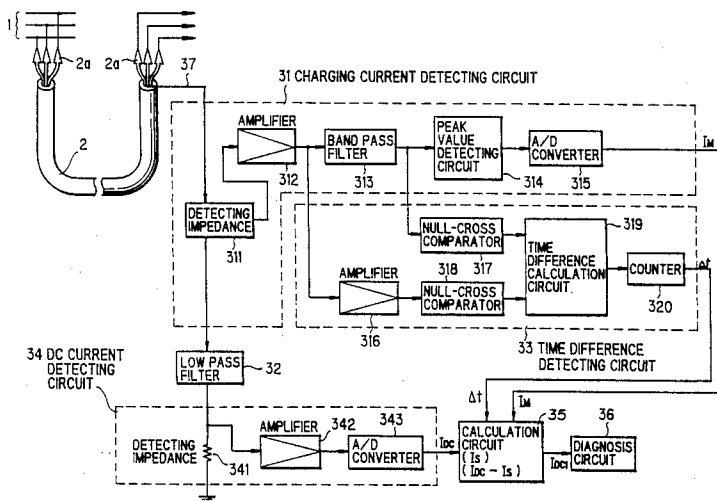 1
2a
2a
37
2
31 CHARGING CURRENT DETECTING CIRCUIT
AMPLIFIER
312
BAND PASS
FILTER
313
PEAK
VALUE
DETECTING
CIRCUIT
314
A/D
CONVERTER
315
IM
DETECTING
IMPEDANCE
311
NULL-CROSS
COMPARATOR
317
318
NULL-CROSS
COMPARATOR
AMPLIFIER
316
319
TIME
DIFFERENCE
CALCULATION
CIRCUIT.
COUNTER
320
Δt
33 TIME DIFFERENCE
DETECTING CIRCUIT
34 DC CURRENT
DETECTING
CIRCUIT
LOW PASS
FILTER
32
DETECTING
IMPEDANCE
341
AMPLIFIER
342
A/D
CONVERTER
343
IDC
Δt
IM
35
CALCULATION
CIRCUIT
(IS)
(IDC - IS)
IDC1
36
DIAGNOSIS
CIRCUIT